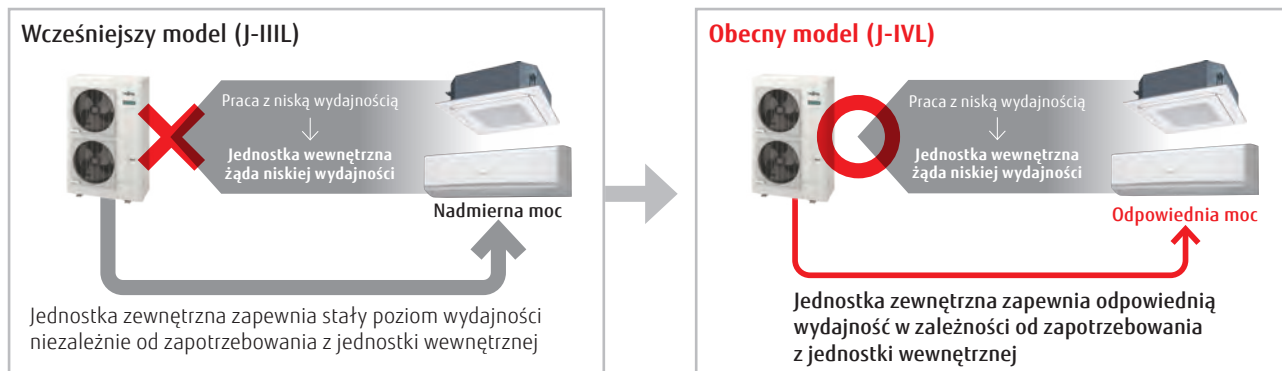 Wcześniejszy model (J-IIIL)
Praca z niską wydajnością
Jednostka wewnętrzna
żąda niskiej wydajności
Nadmierna moc
Jednostka zewnętrzna zapewnia stały poziom wydajności
niezależnie od zapotrzebowania z jednostki wewnętrznej
Obecny model (J-IVL)
Praca z niską wydajnością
Jednostka wewnętrzna
żąda niskiej wydajności
Odpowiednia moc
Jednostka zewnętrzna zapewnia odpowiednią
wydajność w zależności od zapotrzebowania
z jednostki wewnętrznej